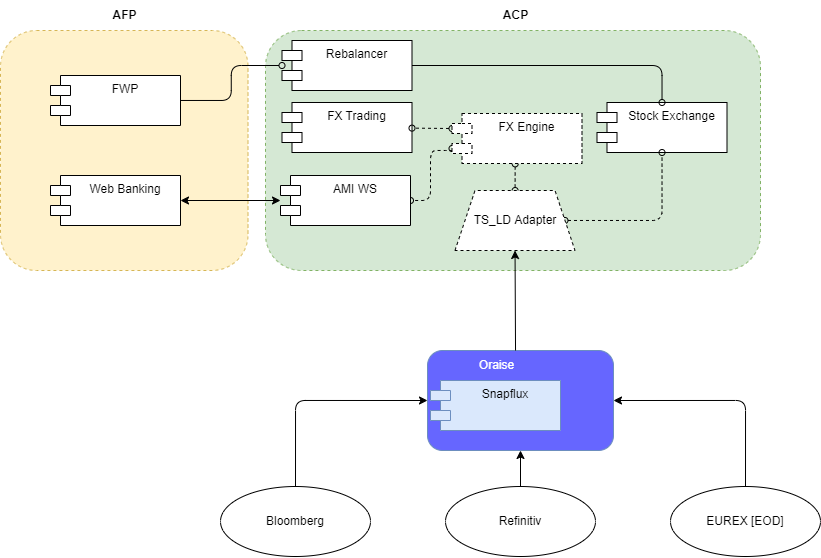 AFP
ACP
Rebalancer
FWP
FX Trading
FX Engine
Stock Exchange
Web Banking
AMI WS
TS_LD Adapter
Oraise
Snapflux
Bloomberg
Refinitiv
EUREX [EOD]